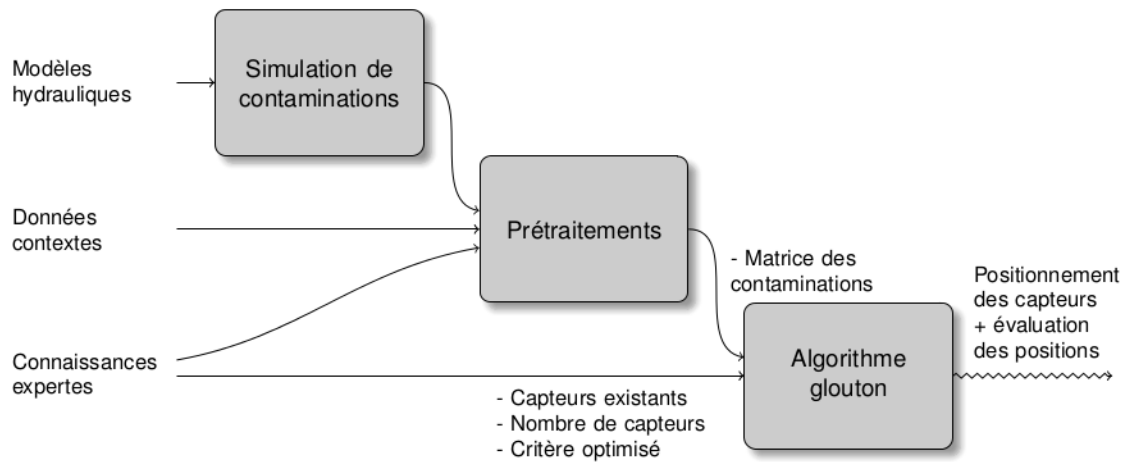 Modèles
hydrauliques
Simulation de
contaminations
Données
contextes
Prétraitements
- Matrice des
contaminations
Positionnement
des capteurs
+ évaluation
des positions
Connaissances
expertes
Algorithme
glouton
- Capteurs existants
- Nombre de capteurs
- Critère optimisé